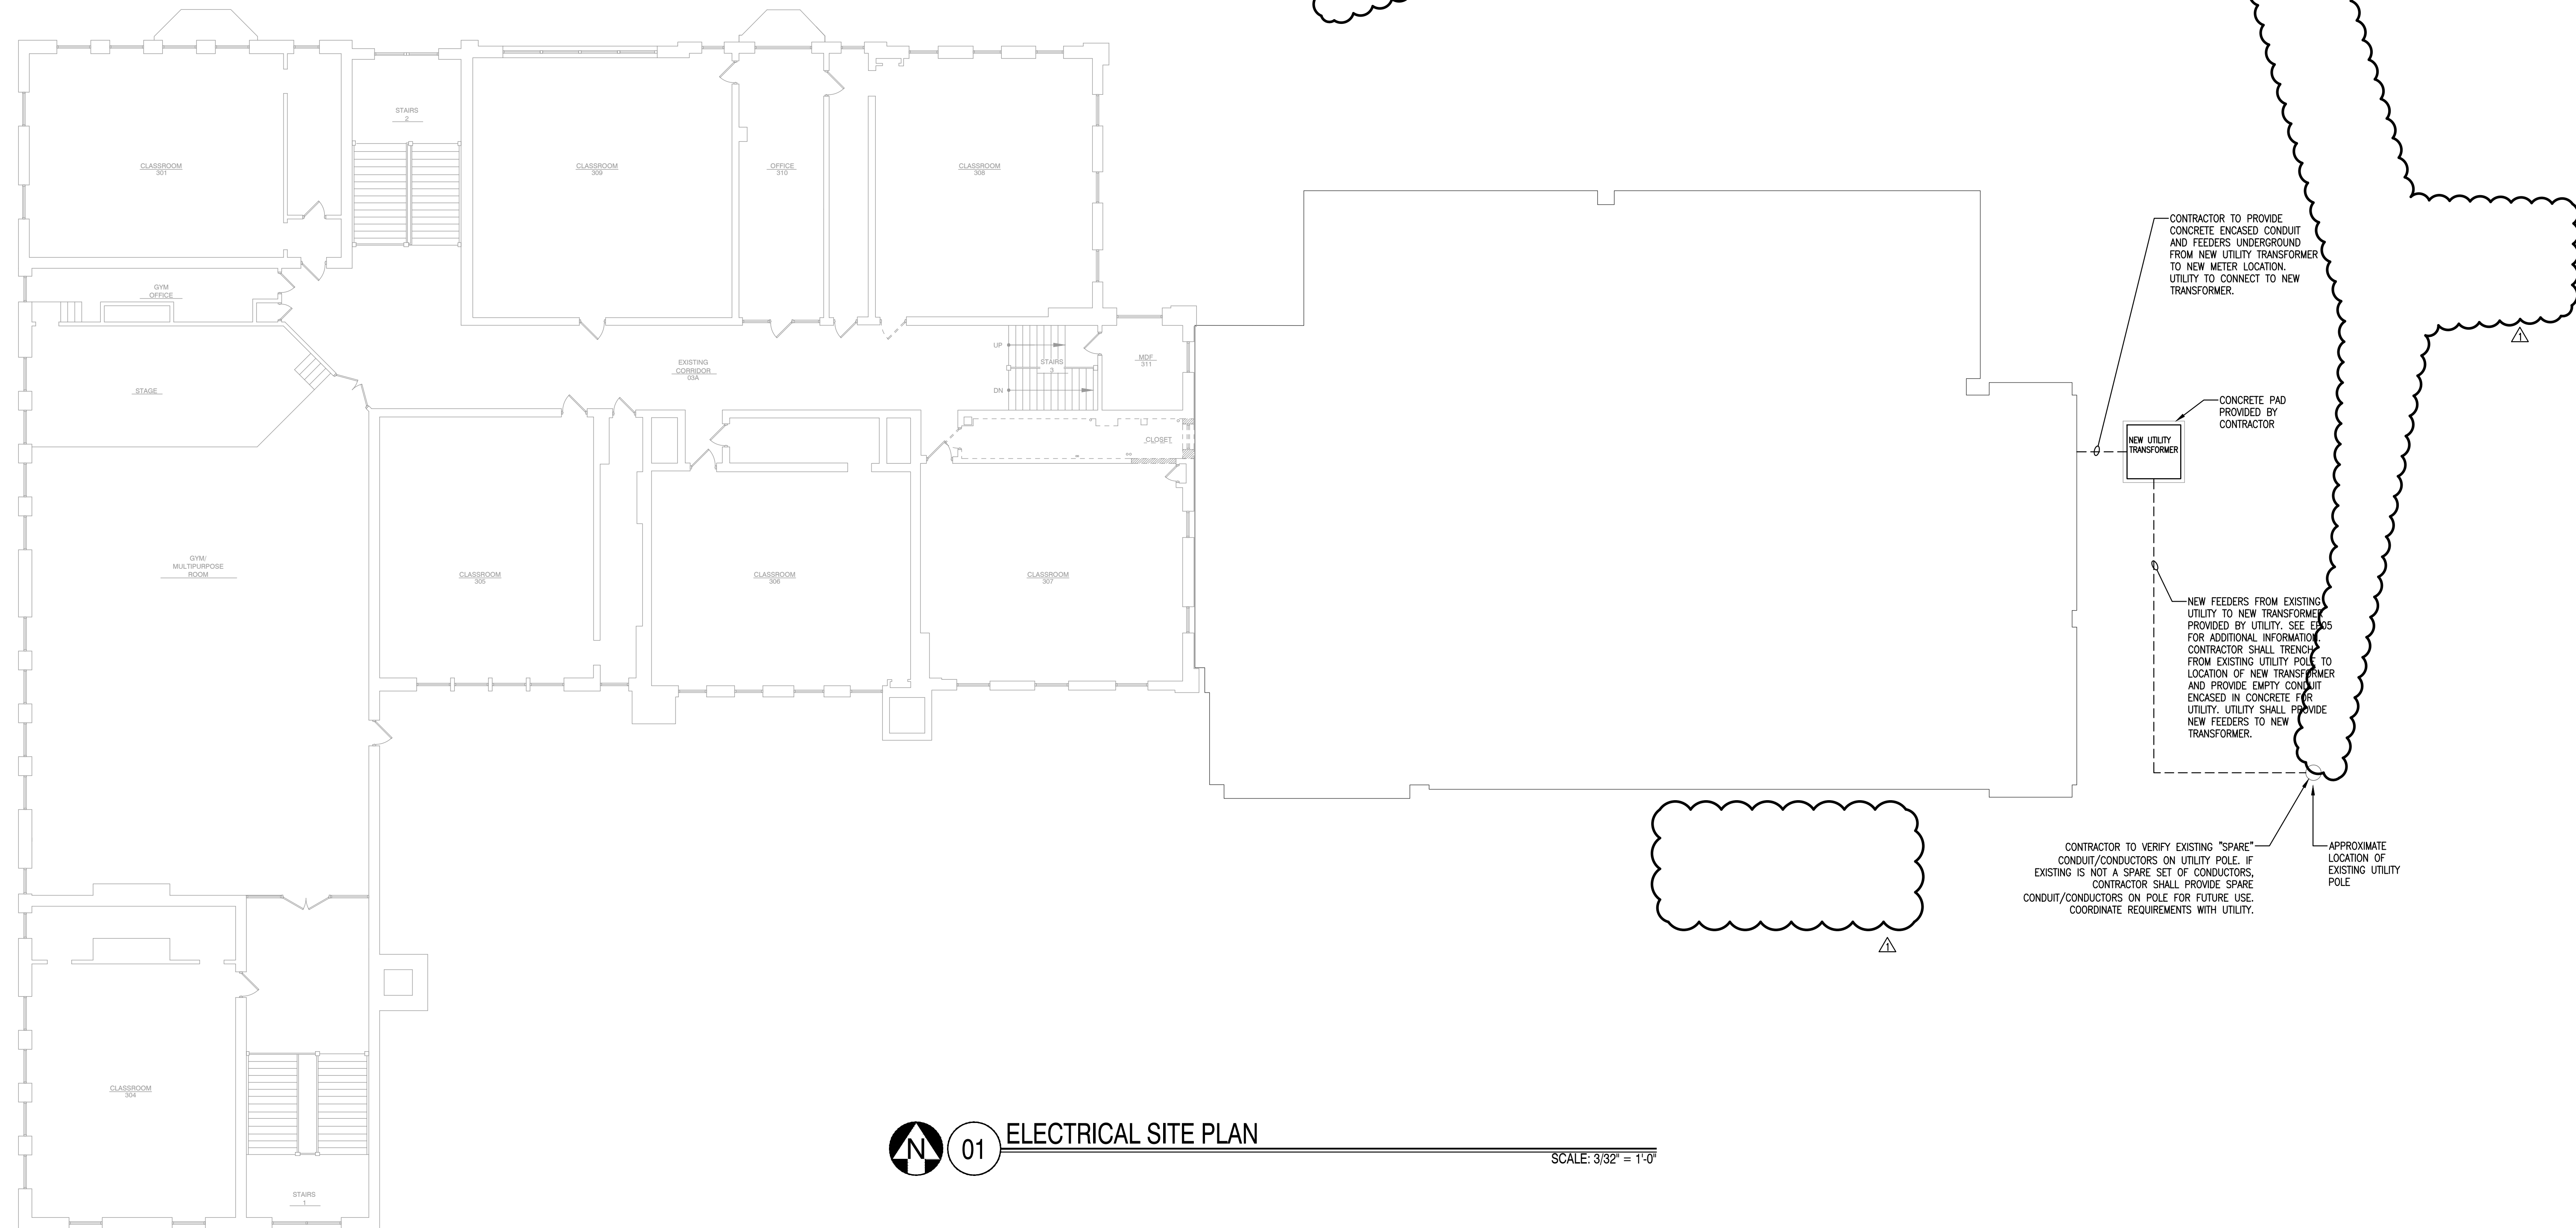 CLASSROOM
301
STAIRS
2
CLASSROOM
309
OFFICE
310
CLASSROOM
308
GYM
OFFICE
STAGE
EXISTING
CORRIDOR
03A
UP
STAIRS
3
DN
MDF
311
CLOSET
GYM/
MULTIPURPOSE
ROOM
CLASSROOM
305
CLASSROOM
306
CLASSROOM
307
CLASSROOM
304
STAIRS
1
CONTRACTOR TO PROVIDE
CONCRETE ENCASED CONDUIT
AND FEEDERS UNDERGROUND
FROM NEW UTILITY TRANSFORMER
TO NEW METER LOCATION.
UTILITY TO CONNECT TO NEW
TRANSFORMER.
1
CONCRETE PAD
PROVIDED BY
CONTRACTOR
NEW UTILITY
TRANSFORMER
NEW FEEDERS FROM EXISTING
UTILITY TO NEW TRANSFORMER
PROVIDED BY UTILITY. SEE EP05
FOR ADDITIONAL INFORMATION.
CONTRACTOR SHALL TRENCH
FROM EXISTING UTILITY POLE TO
LOCATION OF NEW TRANSFORMER
AND PROVIDE EMPTY CONDUIT
ENCASED IN CONCRETE FOR
UTILITY. UTILITY SHALL PROVIDE
NEW FEEDERS TO NEW
TRANSFORMER.
CONTRACTOR TO VERIFY EXISTING "SPARE"
CONDUIT/CONDUCTORS ON UTILITY POLE. IF
EXISTING IS NOT A SPARE SET OF CONDUCTORS,
CONTRACTOR SHALL PROVIDE SPARE
CONDUIT/CONDUCTORS ON POLE FOR FUTURE USE.
COORDINATE REQUIREMENTS WITH UTILITY.
APPROXIMATE
LOCATION OF
EXISTING UTILITY
POLE
1
N
01
ELECTRICAL SITE PLAN
SCALE: 3/32" = 1'-0"